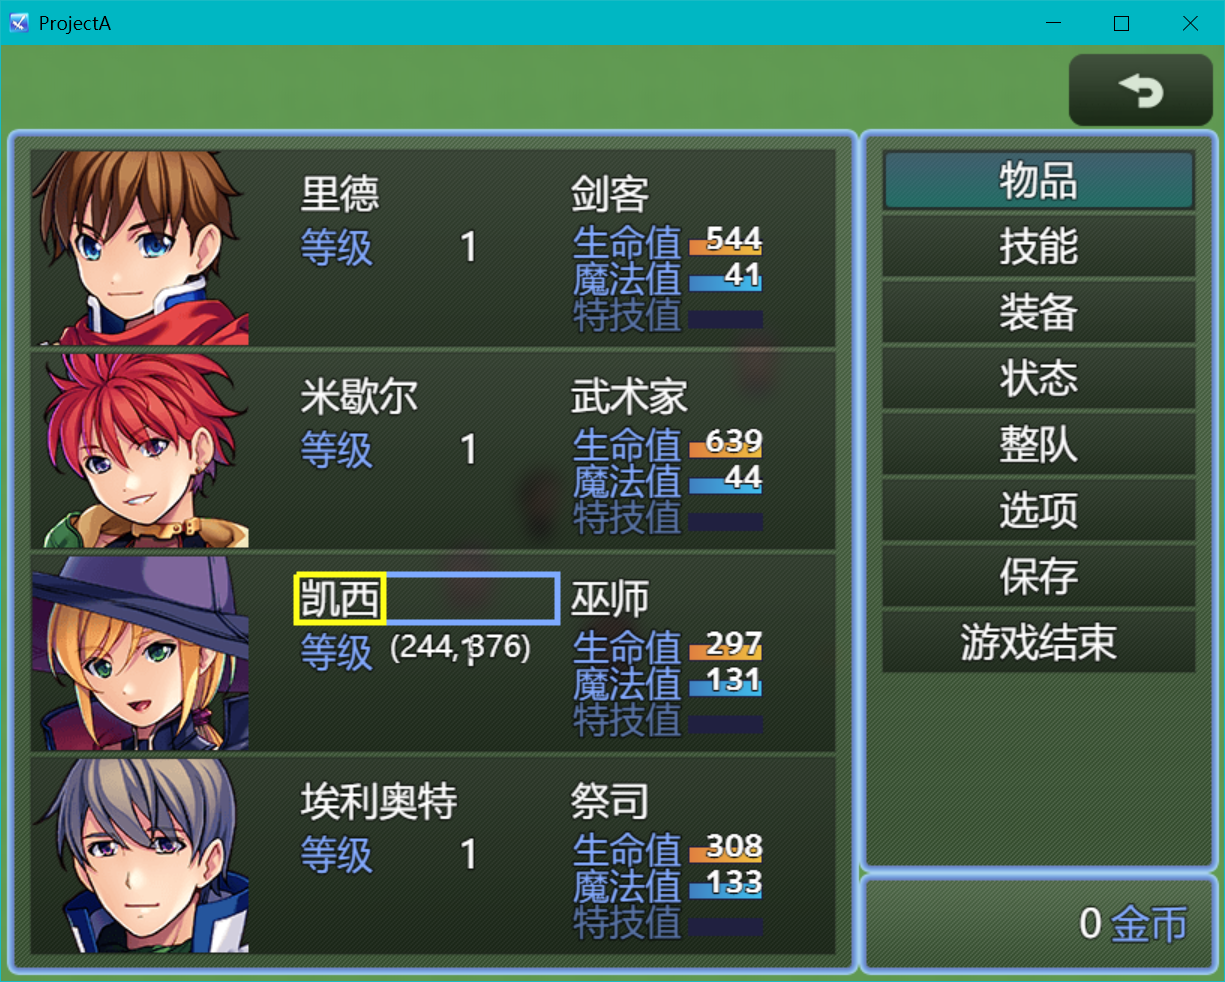 ProjectA
里德 剑客
等级 1 生命值 544
魔法值 41
特技值
米歇尔 武术家
等级 1 生命值 639
魔法值 44
特技值
凯西 巫师
等级 1 (244, 376) 生命值 297
魔法值 131
特技值
埃利奥特 祭司
等级 1 生命值 308
魔法值 133
特技值
物品
技能
装备
状态
整队
选项
保存
游戏结束
0 金币